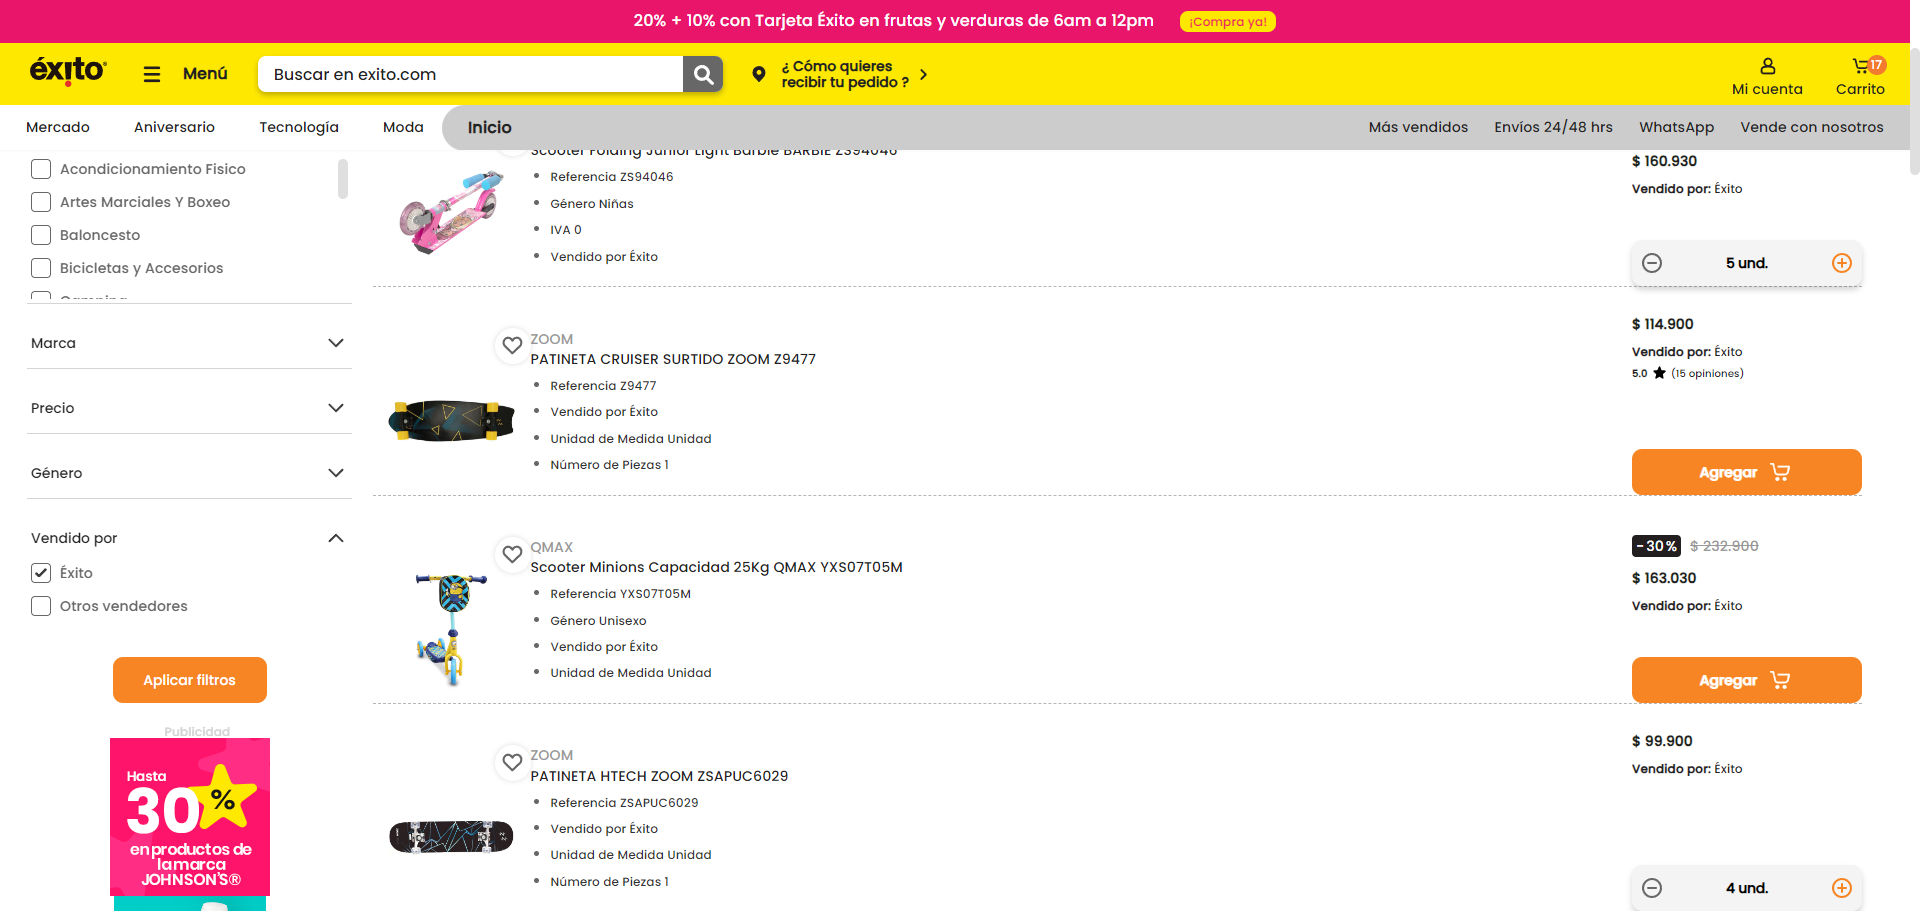 20% + 10% con Tarjeta Éxito en frutas y verduras de 6am a 12pm
¡Compra ya!
éxito
Menú
Buscar en exito.com
¿ Cómo quieres
recibir tu pedido ?
Mi cuenta
17
Carrito
Mercado
Aniversario
Tecnología
Moda
Inicio
Más vendidos
Envíos 24/48 hrs
WhatsApp
Vende con nosotros
Acondicionamiento Fisico
Artes Marciales Y Boxeo
Baloncesto
Bicicletas y Accesorios
Camping
Marca
Precio
Género
Vendido por
Éxito
Otros vendedores
Aplicar filtros
Publicidad
Hasta
30%
en productos de
la marca
JOHNSON'S®
Scooter Folding Junior Light Barbie BARBIE ZS94046
Referencia ZS94046
Género Niñas
IVA 0
Vendido por Éxito
$ 160.930
Vendido por: Éxito
5 und.
ZOOM
PATINETA CRUISER SURTIDO ZOOM Z9477
Referencia Z9477
Vendido por Éxito
Unidad de Medida Unidad
Número de Piezas 1
$ 114.900
Vendido por: Éxito
5.0 ★ (15 opiniones)
Agregar
QMAX
Scooter Minions Capacidad 25Kg QMAX YXS07T05M
Referencia YXS07T05M
Género Unisexo
Vendido por Éxito
Unidad de Medida Unidad
-30% $ 232.900
$ 163.030
Vendido por: Éxito
Agregar
ZOOM
PATINETA HTECH ZOOM ZSAPUC6029
Referencia ZSAPUC6029
Vendido por Éxito
Unidad de Medida Unidad
Número de Piezas 1
$ 99.900
Vendido por: Éxito
4 und.